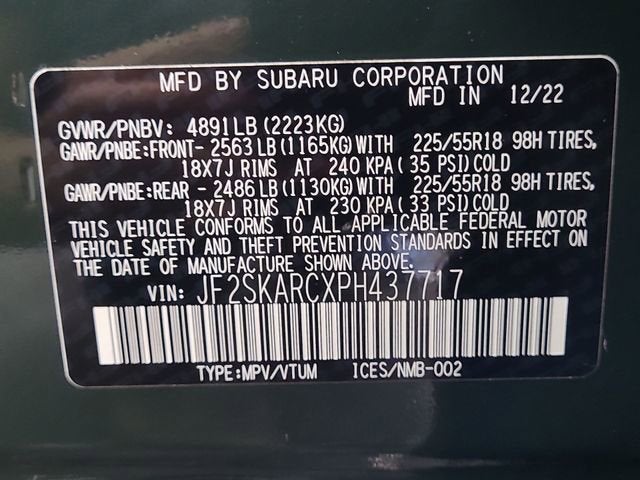 MFD BY SUBARU CORPORATION
MFD IN 12/22
GVWR/PNBV: 4891LB(2223KG)
GAWR/PNBE:FRONT- 2563LB(1165KG)WITH 225/55R18 98H TIRES,
18X7J RIMS AT 240 KPA( 35 PSI)COLD
GAWR/PNBE:REAR - 2486LB(1130KG)WITH 225/55R18 98H TIRES,
18X7J RIMS AT 230 KPA( 33 PSI)COLD
THIS VEHICLE CONFORMS TO ALL APPLICABLE FEDERAL MOTOR
VEHICLE SAFETY AND THEFT PREVENTION STANDARDS IN EFFECT ON
THE DATE OF MANUFACTURE SHOWN ABOVE.
VIN: JF2SKARCXPH437717
TYPE:MPV/VTUM ICES/NMB-002